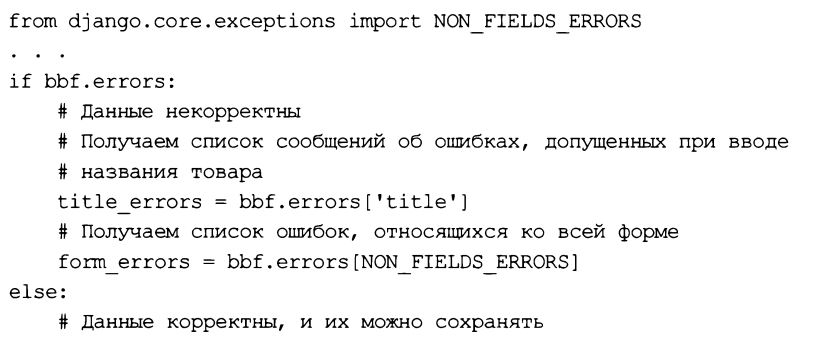 from django.core.exceptions import NON_FIELDS_ERRORS
. . .
if bbf.errors:
    # Данные некорректны
    # Получаем список сообщений об ошибках, допущенных при вводе
    # названия товара
    title_errors = bbf.errors['title']
    # Получаем список ошибок, относящихся ко всей форме
    form_errors = bbf.errors[NON_FIELDS_ERRORS]
else:
    # Данные корректны, и их можно сохранять